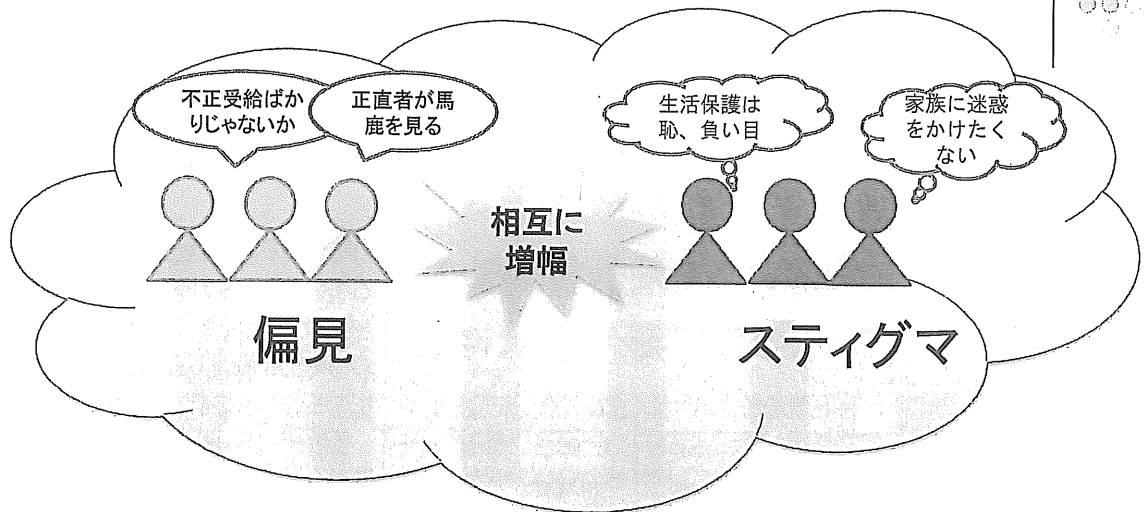 不正受給ばか
りじゃないか
正直者が馬
鹿を見る
生活保護は
恥、負い目
家族に迷惑
をかけたく
ない
相互に
増幅
偏見
スティグマ